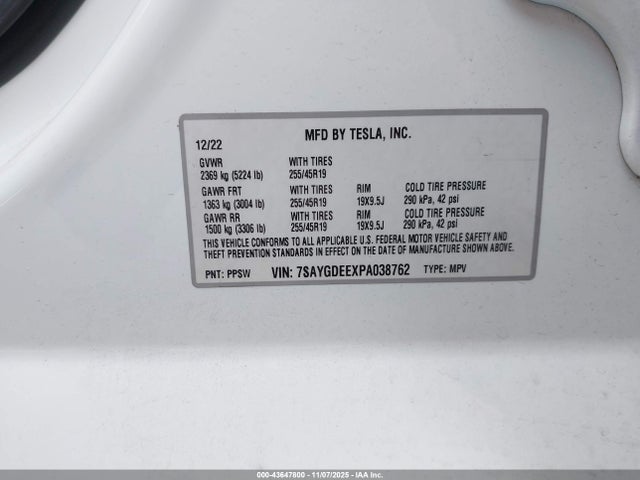 MFD BY TESLA, INC.
12/22
GVWR WITH TIRES
2369 kg (5224 lb) 255/45R19
GAWR FRT WITH TIRES RIM COLD TIRE PRESSURE
1363 kg (3004 lb) 255/45R19 19X9.5J 290 kPa, 42 psi
GAWR RR WITH TIRES RIM COLD TIRE PRESSURE
1500 kg (3306 lb) 255/45R19 19X9.5J 290 kPa, 42 psi
THIS VEHICLE CONFORMS TO ALL APPLICABLE U.S. FEDERAL MOTOR VEHICLE SAFETY
AND THEFT PREVENTION STANDARDS IN EFFECT ON THE DATE OF MANUFACTURE SHOWN ABOVE.
PNT: PPSW VIN: 7SAYGDEEXPA038762 TYPE: MPV
000-43647800 - 11/07/2025 - IAA Inc.